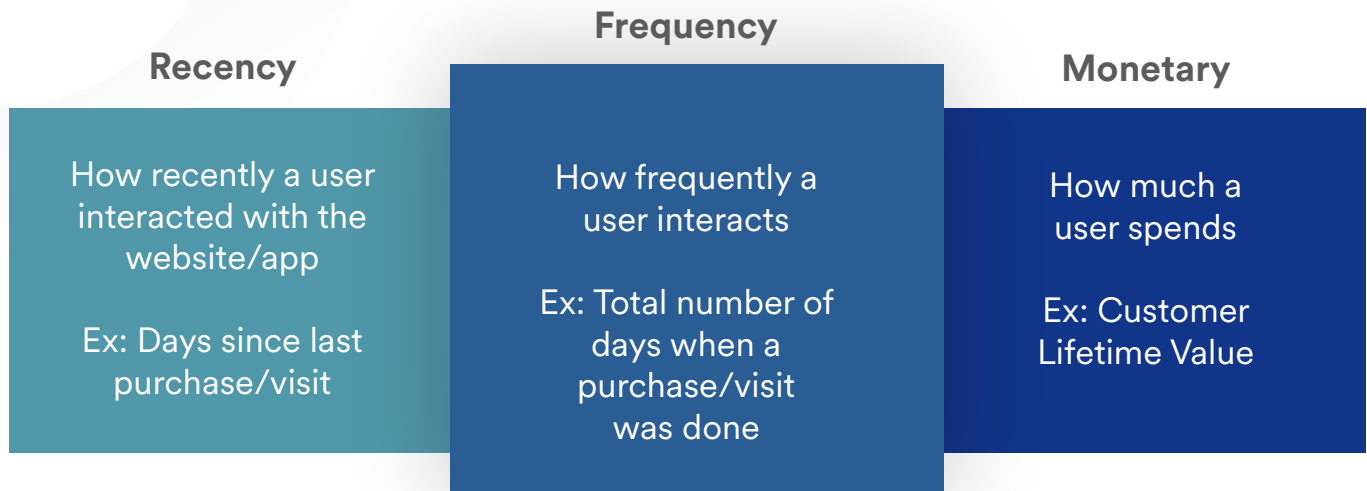 Recency
How recently a user
interacted with the
website/app
Ex: Days since last
purchase/visit
Frequency
How frequently a
user interacts
Ex: Total number of
days when a
purchase/visit
was done
Monetary
How much a
user spends
Ex: Customer
Lifetime Value